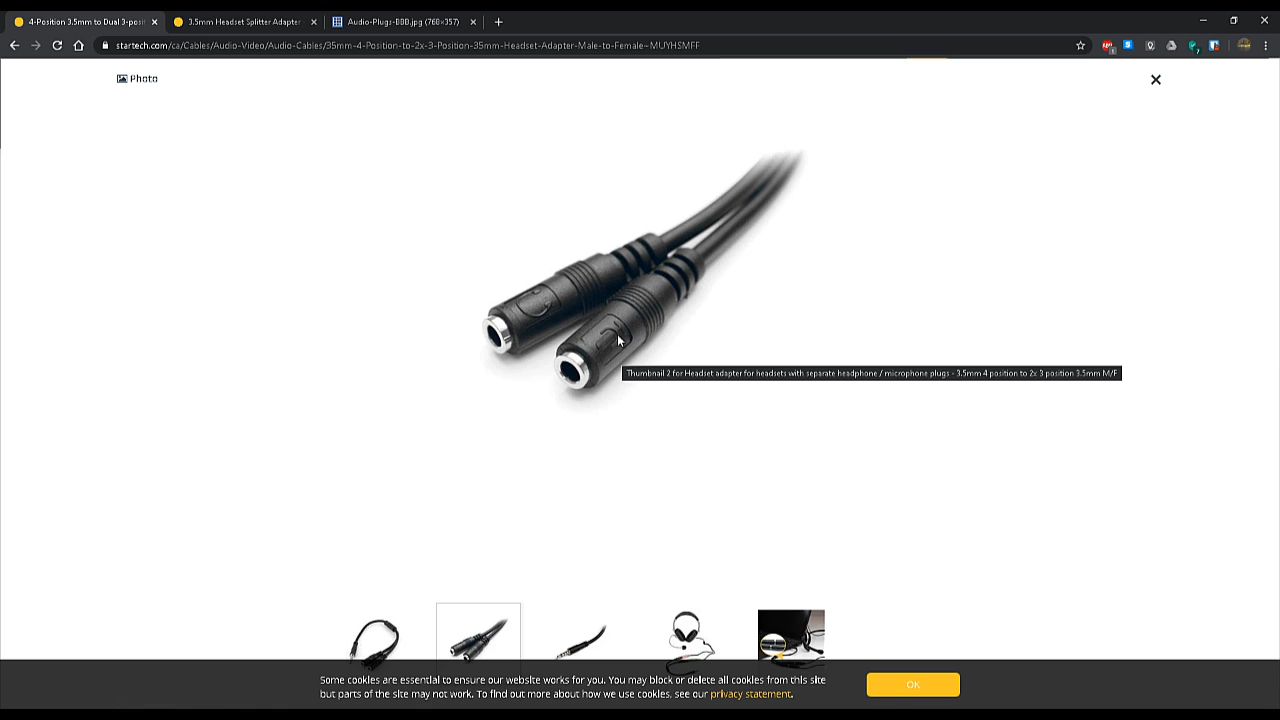 4-Position 3.5mm to Dual 3-posi
3.5mm Headset Splitter Adapter
Audio-Plugs-BBB.jpg (768×357)
startech.com/ca/Cables/Audio-Video/Audio-Cables/35mm-4-Position-to-2x-3-Position-35mm-Headset-Adapter-Male-to-Female~MUYHSMFF
Photo
Thumbnail 2 for Headset adapter for headsets with separate headphone / microphone plugs - 3.5mm 4 position to 2x 3 position 3.5mm M/F
Some cookies are essential to ensure our website works for you. You may block or delete all cookies from this site
but parts of the site may not work. To find out more about how we use cookies, see our privacy statement.
OK